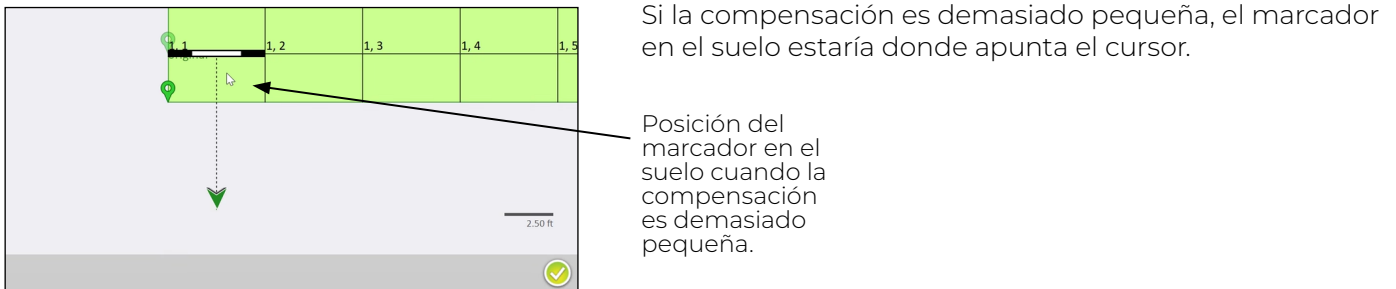 Si la compensación es demasiado pequeña, el marcador
en el suelo estaría donde apunta el cursor.
1, 1
1, 2
1, 3
1, 4
1, 5
Original
2.50 ft
Posición del
marcador en el
suelo cuando la
compensación
es demasiado
pequeña.